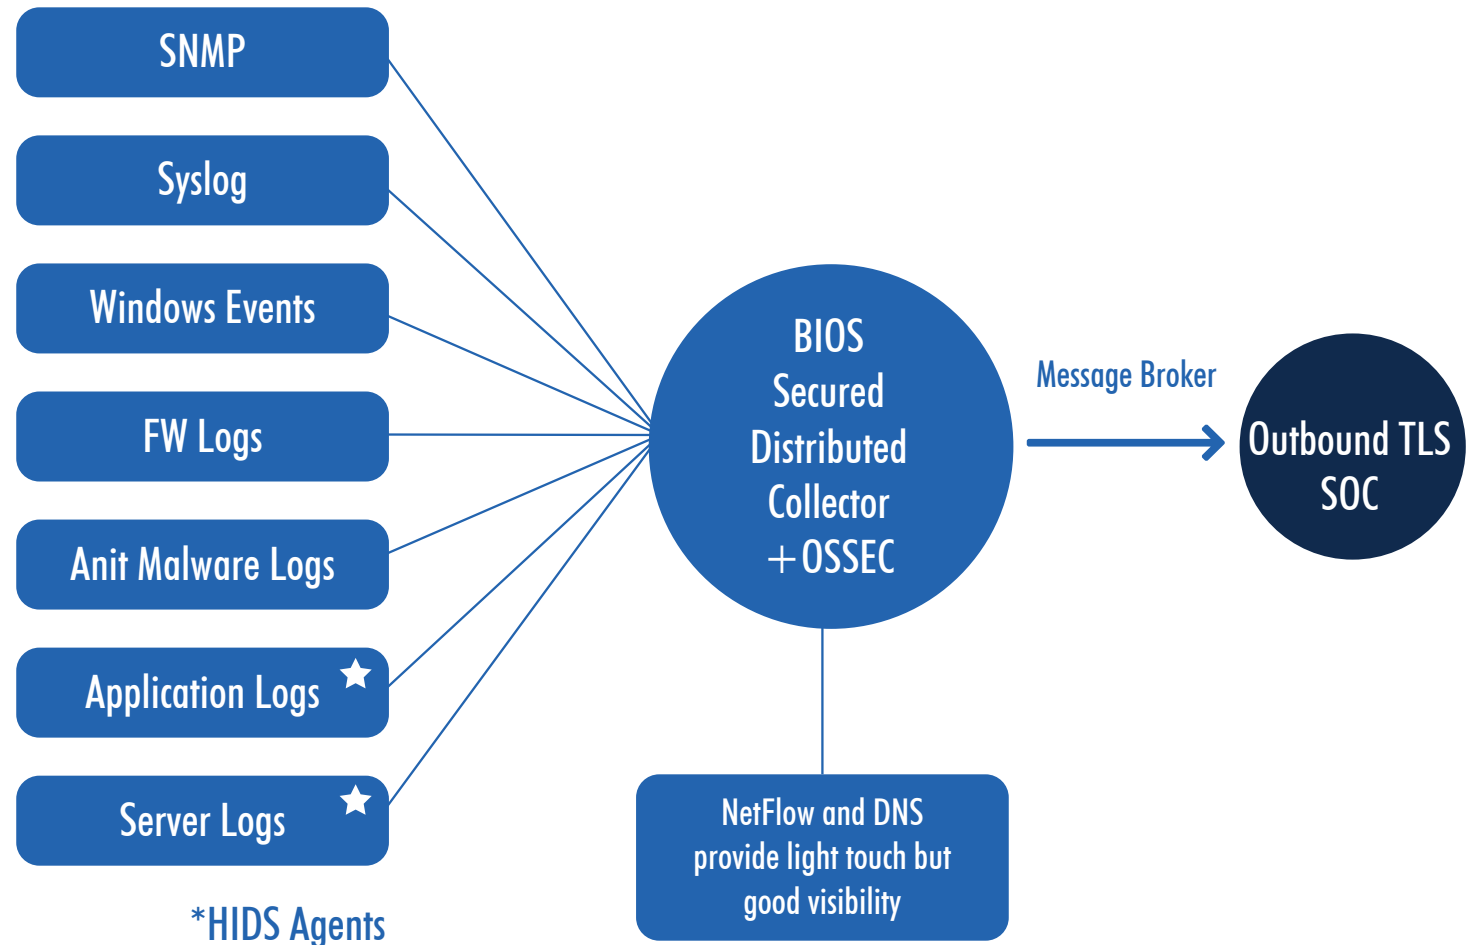 SNMP
Syslog
Windows Events
FW Logs
Anit Malware Logs
Application Logs
Server Logs
*HIDS Agents
BIOS
Secured
Distributed
Collector
+OSSEC
NetFlow and DNS
provide light touch but
good visibility
Message Broker
Outbound TLS
SOC